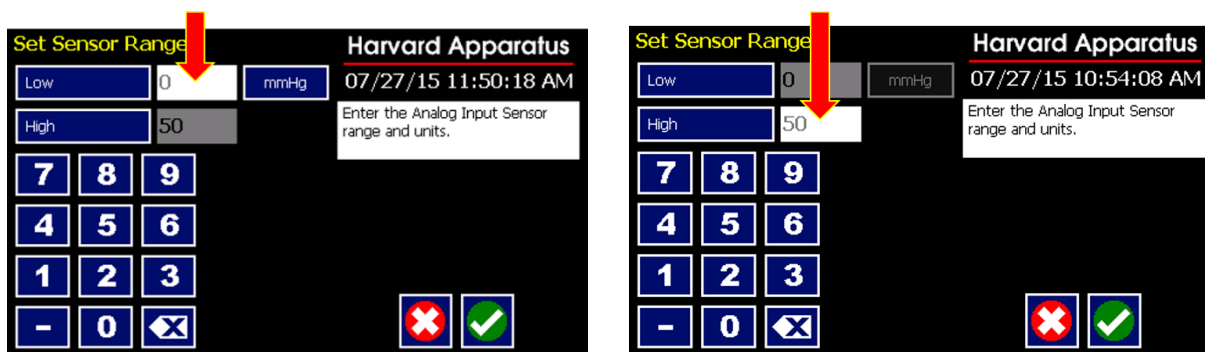 Set Sensor Range
Harvard Apparatus
Low
0
mmHg
07/27/15 11:50:18 AM
High
50
Enter the Analog Input Sensor
range and units.
7 8 9
4 5 6
1 2 3
- 0
Set Sensor Range
Harvard Apparatus
Low
0
mmHg
07/27/15 10:54:08 AM
High
50
Enter the Analog Input Sensor
range and units.
7 8 9
4 5 6
1 2 3
- 0